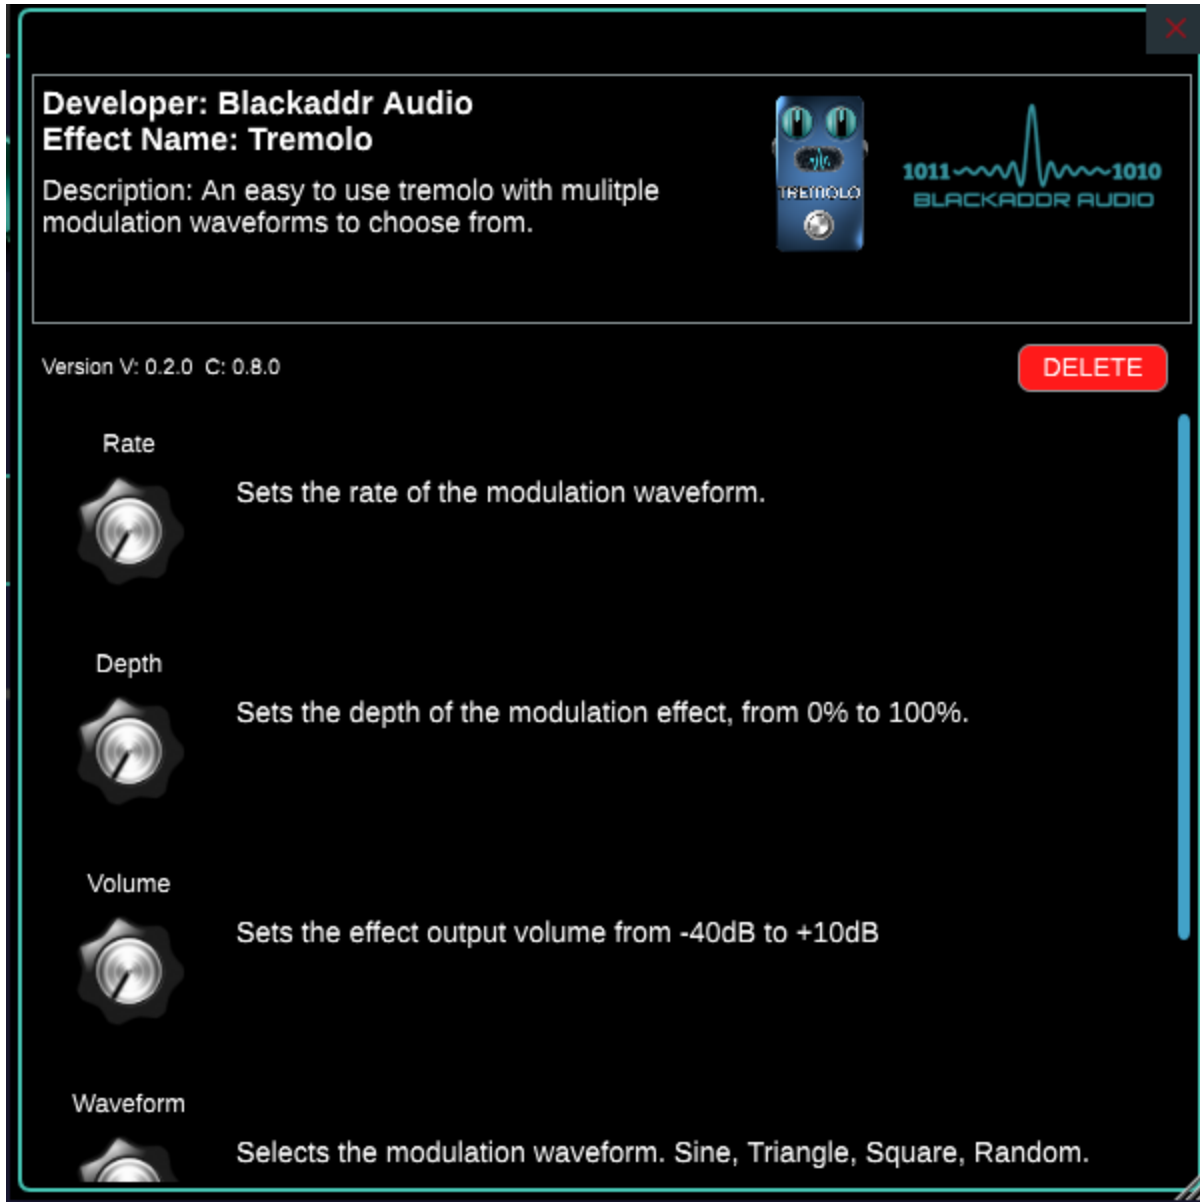 Developer: Blackaddr Audio
Effect Name: Tremolo
Description: An easy to use tremolo with mulitple
modulation waveforms to choose from.
TREMOLO
1011 1010
BLACKADDR AUDIO
Version V: 0.2.0 C: 0.8.0
DELETE
Rate
Sets the rate of the modulation waveform.
Depth
Sets the depth of the modulation effect, from 0% to 100%.
Volume
Sets the effect output volume from -40dB to +10dB
Waveform
Selects the modulation waveform. Sine, Triangle, Square, Random.